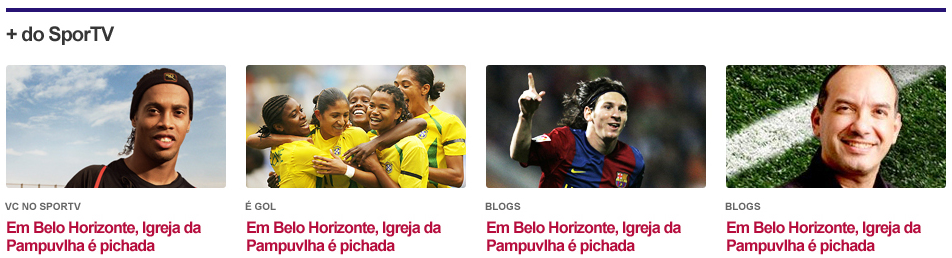 + do SporTV
VC NO SPORTV
Em Belo Horizonte, Igreja da
Pampuvlha é pichada
É GOL
Em Belo Horizonte, Igreja da
Pampuvlha é pichada
BLOGS
Em Belo Horizonte, Igreja da
Pampuvlha é pichada
BLOGS
Em Belo Horizonte, Igreja da
Pampuvlha é pichada